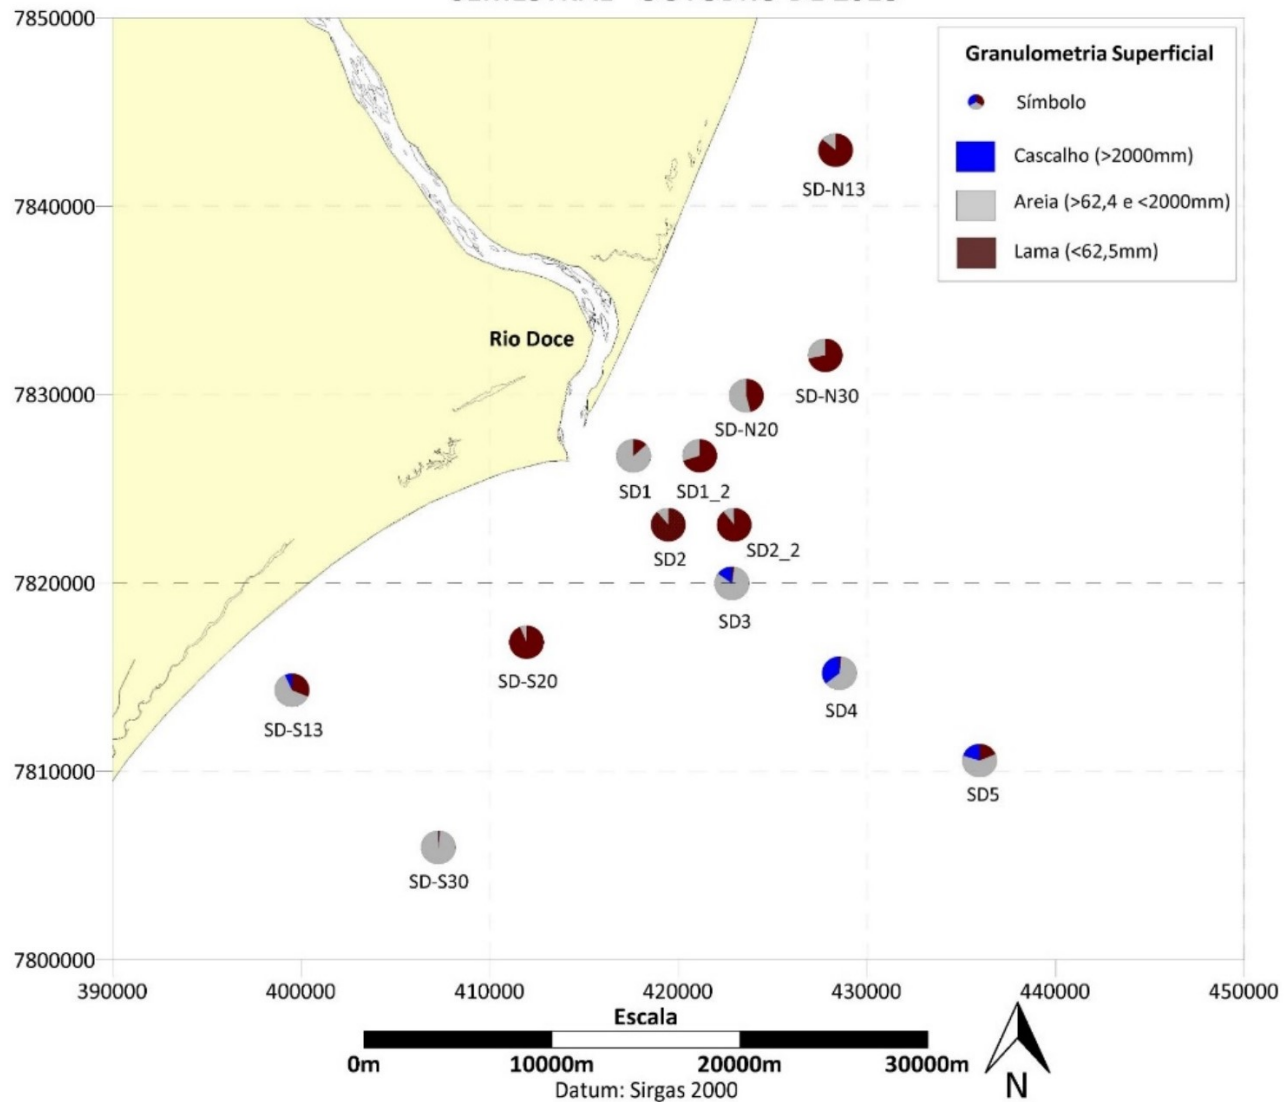 7850000
Granulometria Superficial
Símbolo
Cascalho (>2000mm)
Areia (>62,4 e <2000mm)
Lama (<62,5mm)
SD-N13
7840000
Rio Doce
SD-N30
7830000
SD-N20
SD1
SD1_2
SD2
SD2_2
7820000
SD3
SD-S20
SD4
SD-S13
7810000
SD5
SD-S30
7800000
390000
400000
410000
420000
430000
440000
450000
Escala
0m
10000m
20000m
30000m
Datum: Sirgas 2000
N